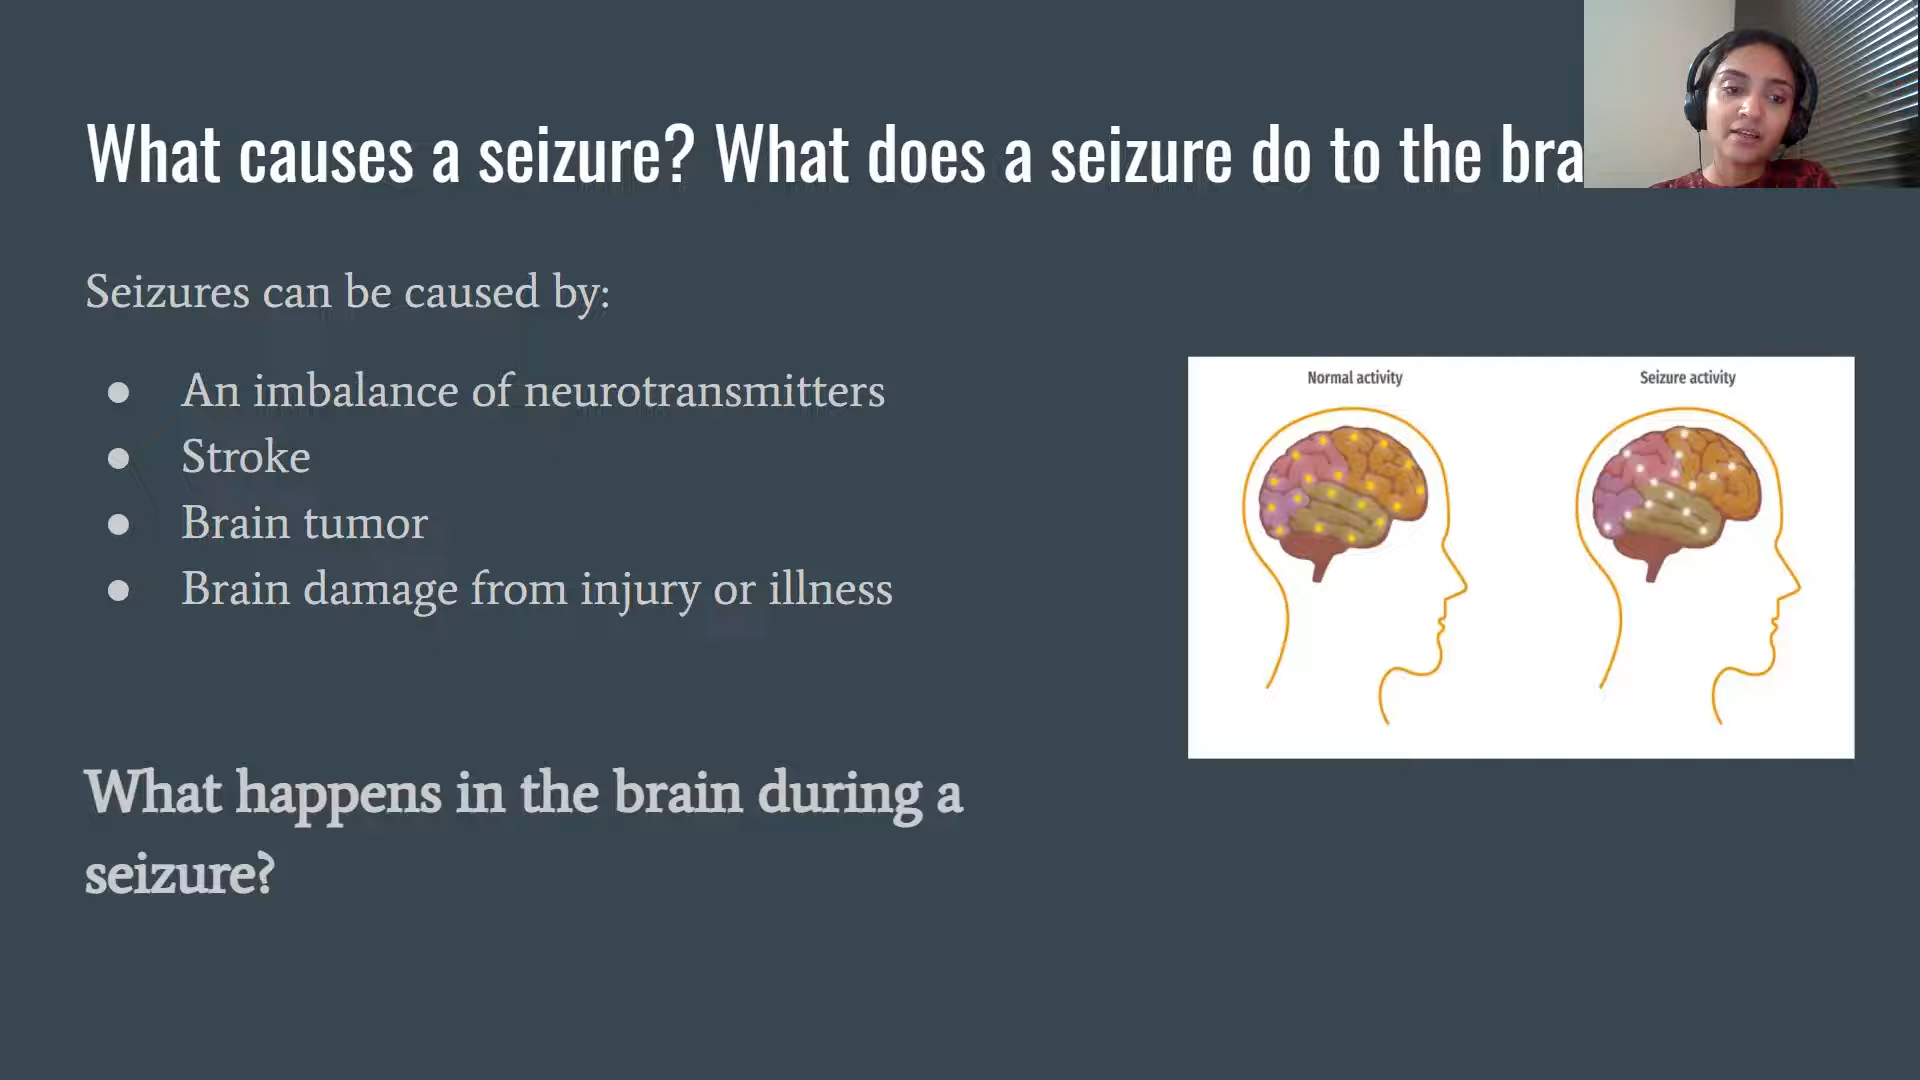 What causes a seizure? What does a seizure do to the bra
Seizures can be caused by:
● An imbalance of neurotransmitters
● Stroke
● Brain tumor
● Brain damage from injury or illness
Normal activity
Seizure activity
What happens in the brain during a
seizure?